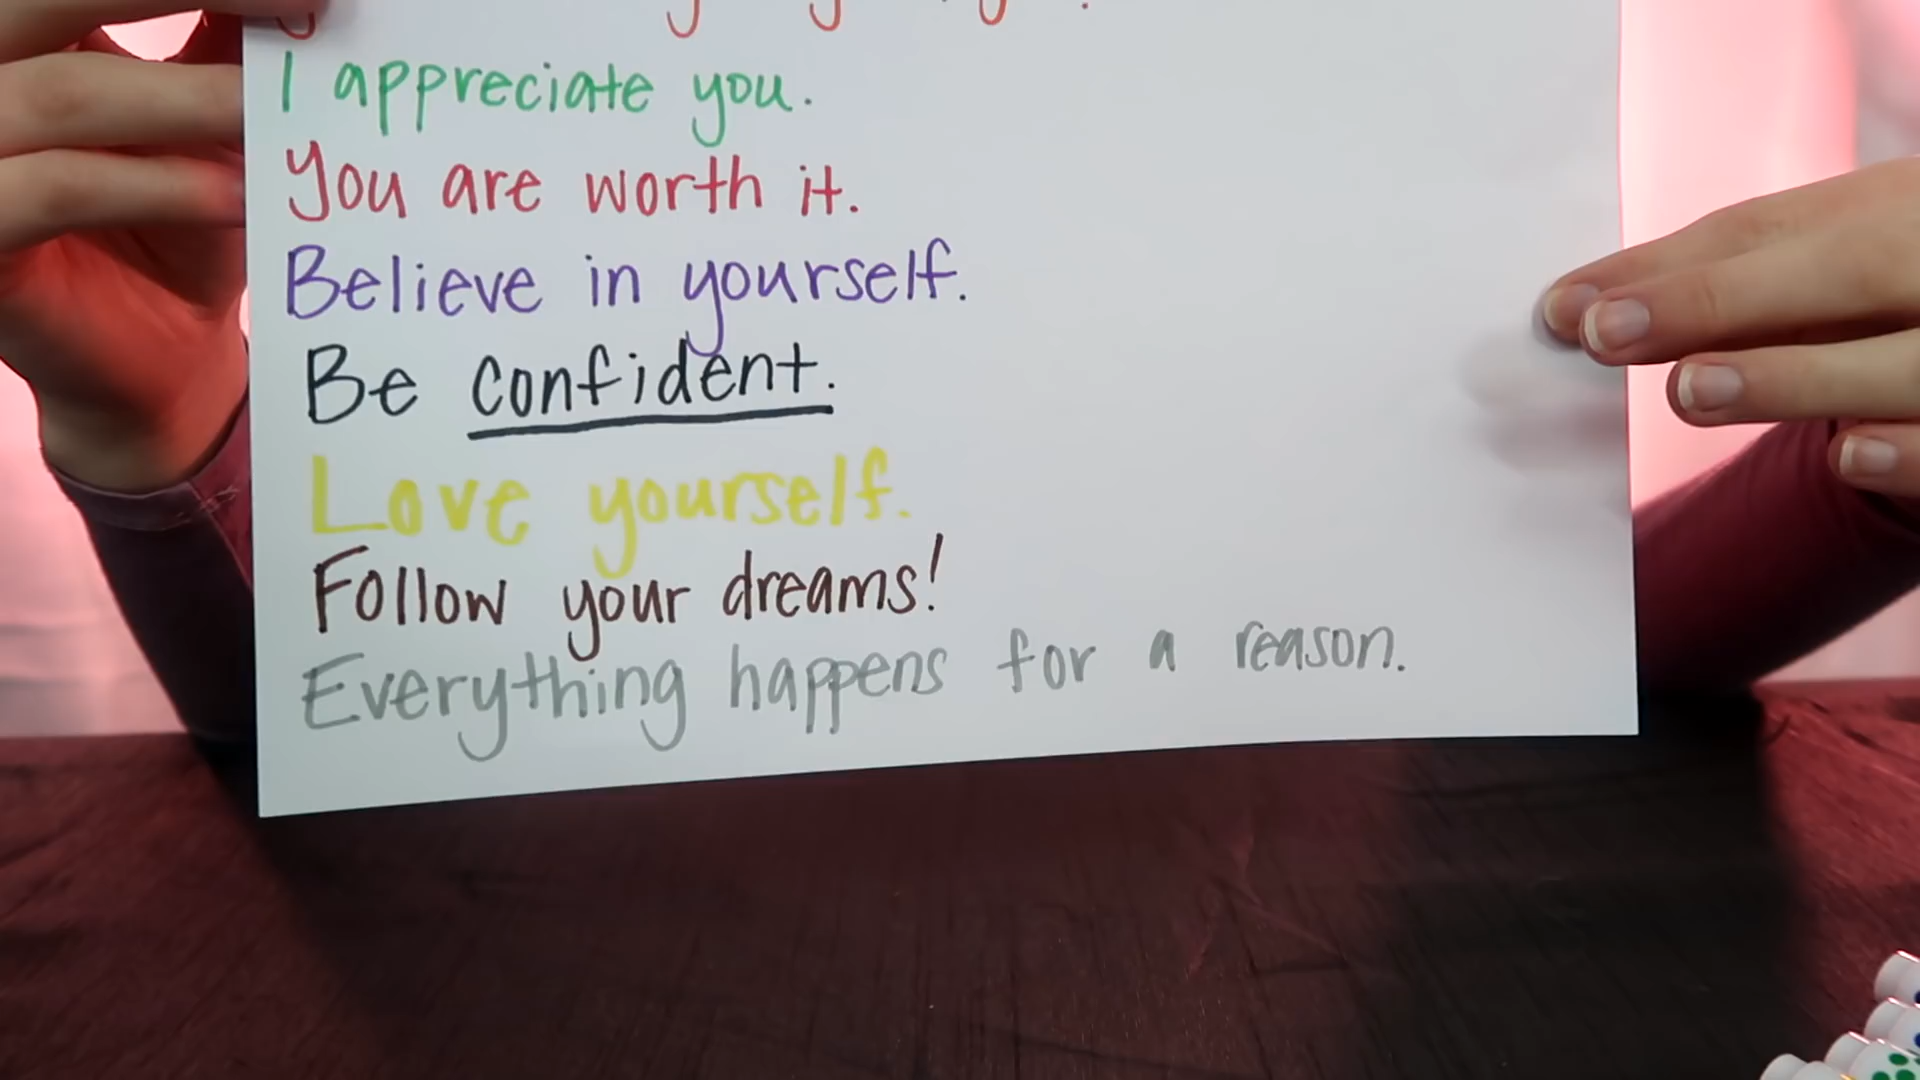 I appreciate you.
You are worth it.
Believe in yourself.
Be confident.
Love yourself.
Follow your dreams!
Everything happens for a reason.